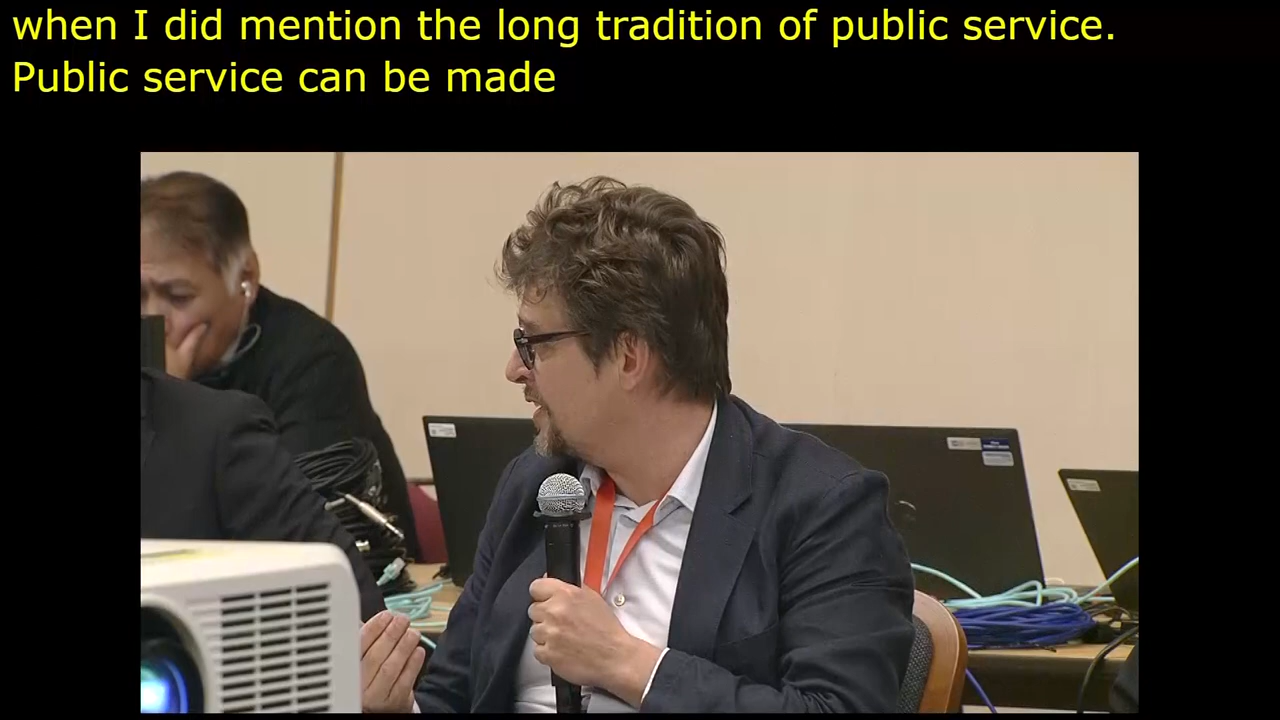 when I did mention the long tradition of public service.
Public service can be made